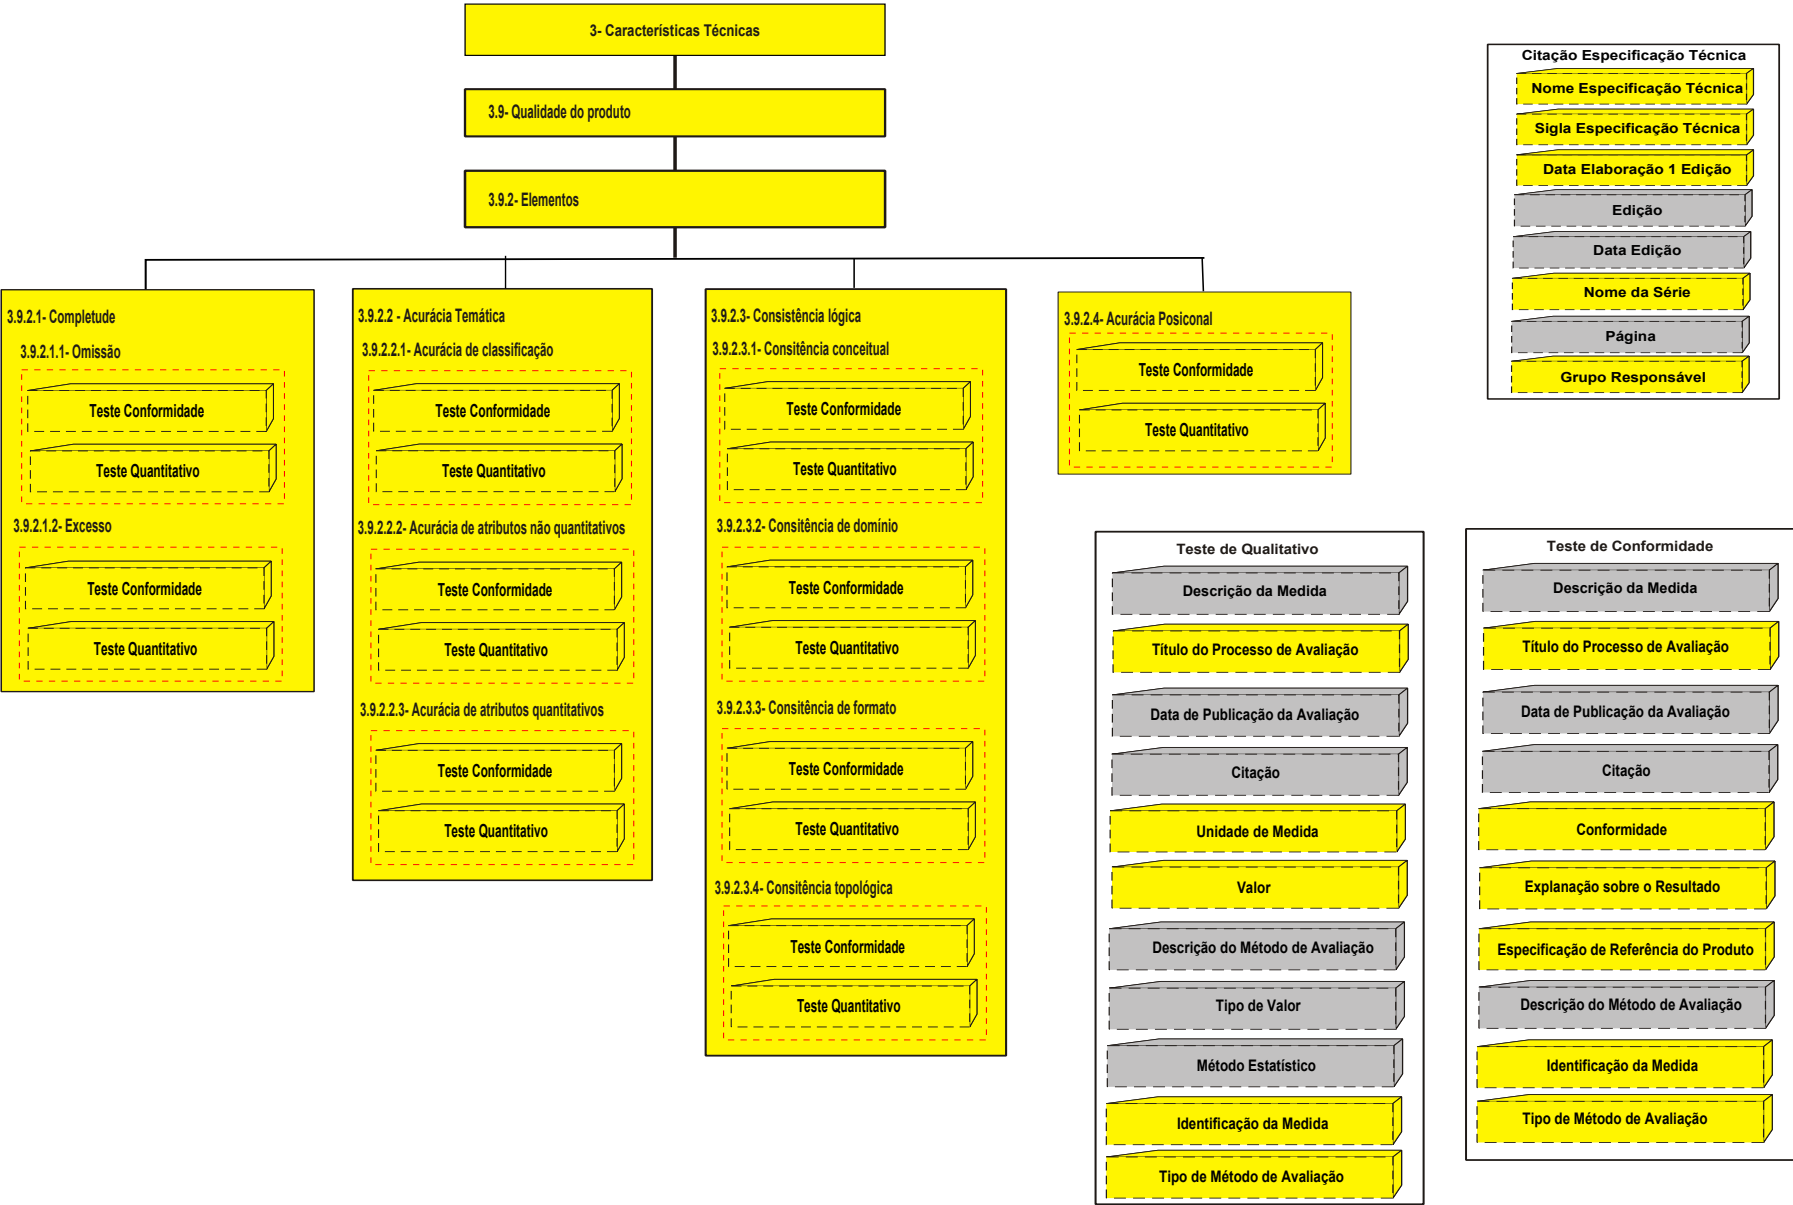 3- Características Técnicas
3.9- Qualidade do produto
3.9.2- Elementos
3.9.2.1- Completude
3.9.2.1.1- Omissão
Teste Conformidade
Teste Quantitativo
3.9.2.1.2- Excesso
Teste Conformidade
Teste Quantitativo
3.9.2.2 - Acurácia Temática
3.9.2.2.1- Acurácia de classificação
Teste Conformidade
Teste Quantitativo
3.9.2.2.2- Acurácia de atributos não quantitativos
Teste Conformidade
Teste Quantitativo
3.9.2.2.3- Acurácia de atributos quantitativos
Teste Conformidade
Teste Quantitativo
3.9.2.3- Consistência lógica
3.9.2.3.1- Consitência conceitual
Teste Conformidade
Teste Quantitativo
3.9.2.3.2- Consitência de domínio
Teste Conformidade
Teste Quantitativo
3.9.2.3.3- Consitência de formato
Teste Conformidade
Teste Quantitativo
3.9.2.3.4- Consitência topológica
Teste Conformidade
Teste Quantitativo
3.9.2.4- Acurácia Posiconal
Teste Conformidade
Teste Quantitativo
Citação Especificação Técnica
Nome Especificação Técnica
Sigla Especificação Técnica
Data Elaboração 1 Edição
Edição
Data Edição
Nome da Série
Página
Grupo Responsável
Teste de Qualitativo
Descrição da Medida
Título do Processo de Avaliação
Data de Publicação da Avaliação
Citação
Unidade de Medida
Valor
Descrição do Método de Avaliação
Tipo de Valor
Método Estatístico
Identificação da Medida
Tipo de Método de Avaliação
Teste de Conformidade
Descrição da Medida
Título do Processo de Avaliação
Data de Publicação da Avaliação
Citação
Conformidade
Explanação sobre o Resultado
Especificação de Referência do Produto
Descrição do Método de Avaliação
Identificação da Medida
Tipo de Método de Avaliação